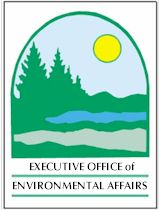 EXECUTIVE OFFICE of
ENVIRONMENTAL AFFAIRS